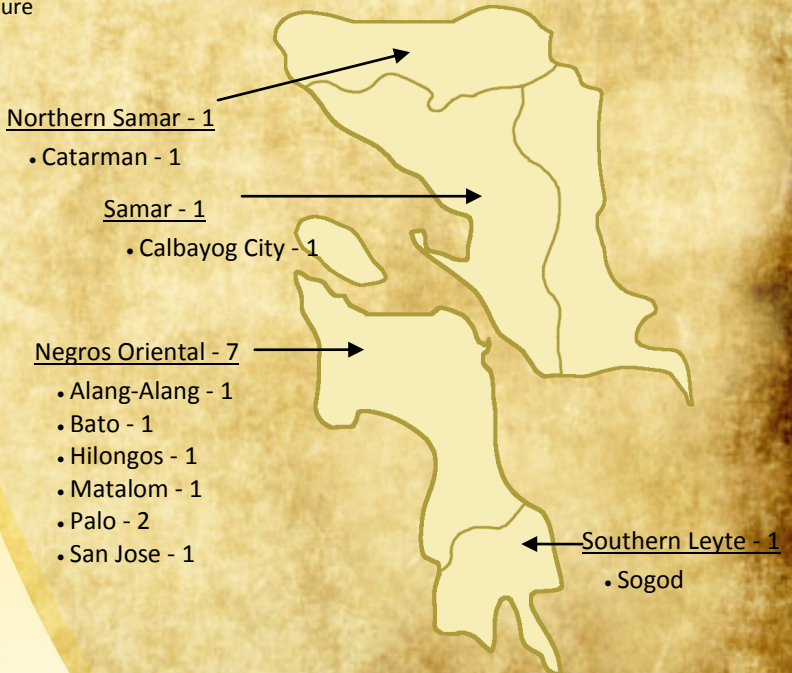 ure
Northern Samar - 1
• Catarman - 1
Samar - 1
• Calbayog City - 1
Negros Oriental - 7
• Alang-Alang - 1
• Bato - 1
• Hilongos - 1
• Matalom - 1
• Palo - 2
• San Jose - 1
Southern Leyte - 1
• Sogod